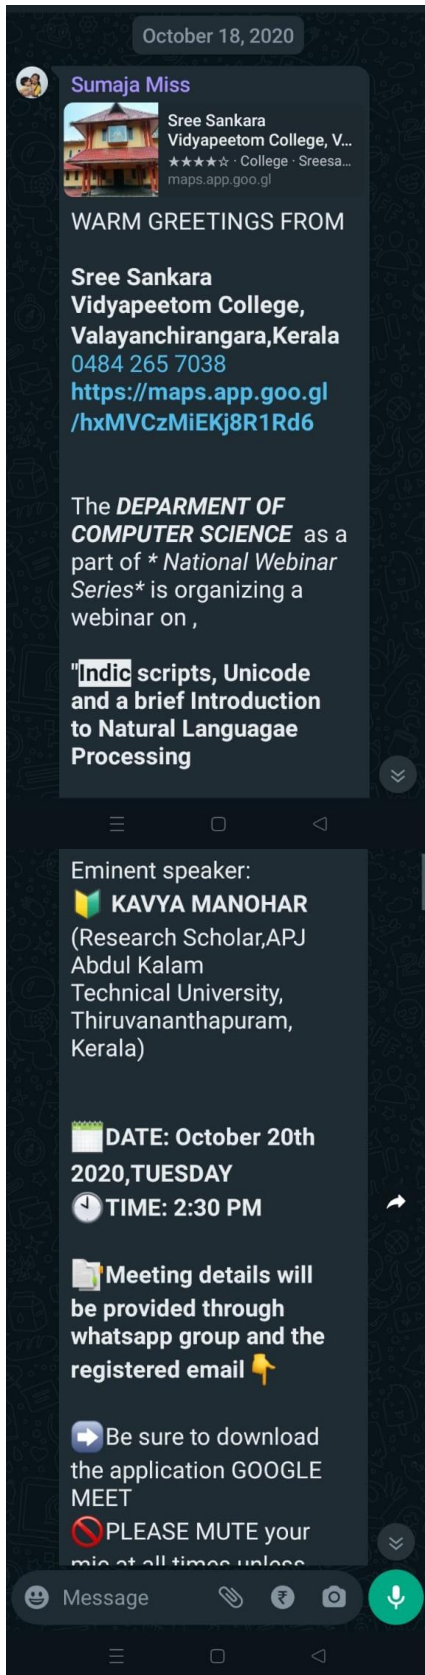 October 18, 2020
Sumaja Miss
Sree Sankara
Vidyapeetom College, V...
★★★★☆ · College · Sreesa...
maps.app.goo.gl
WARM GREETINGS FROM
Sree Sankara
Vidyapeetom College,
Valayanchirangara,Kerala
0484 265 7038
https://maps.app.goo.gl
/hxMVCzMiEKj8R1Rd6
The DEPARMENT OF
COMPUTER SCIENCE as a
part of * National Webinar
Series* is organizing a
webinar on ,
"Indic scripts, Unicode
and a brief Introduction
to Natural Languagae
Processing
Eminent speaker:
🔰 KAVYA MANOHAR
(Research Scholar,APJ
Abdul Kalam
Technical University,
Thiruvananthapuram,
Kerala)
🗓DATE: October 20th
2020,TUESDAY
🕙TIME: 2:30 PM
📑Meeting details will
be provided through
whatsapp group and the
registered email 👇
➡Be sure to download
the application GOOGLE
MEET
🚫PLEASE MUTE your
mic at all times unless
Message